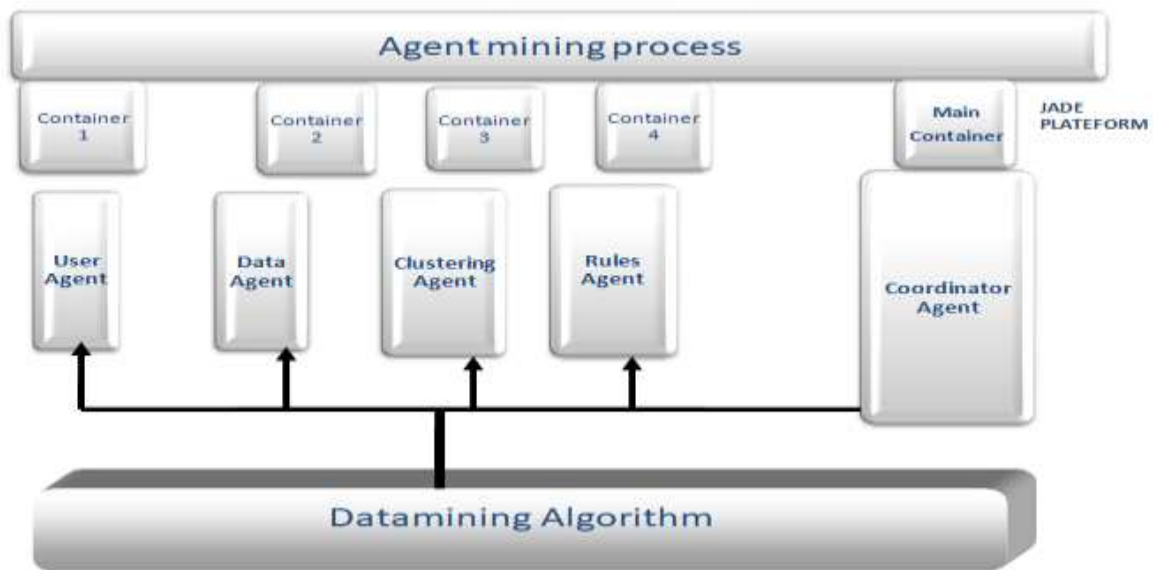 Agent mining process
Container
1
Container
2
Container
3
Container
4
Main
Container
JADE
PLATEFORM
User
Agent
Data
Agent
Clustering
Agent
Rules
Agent
Coordinator
Agent
Datamining Algorithm